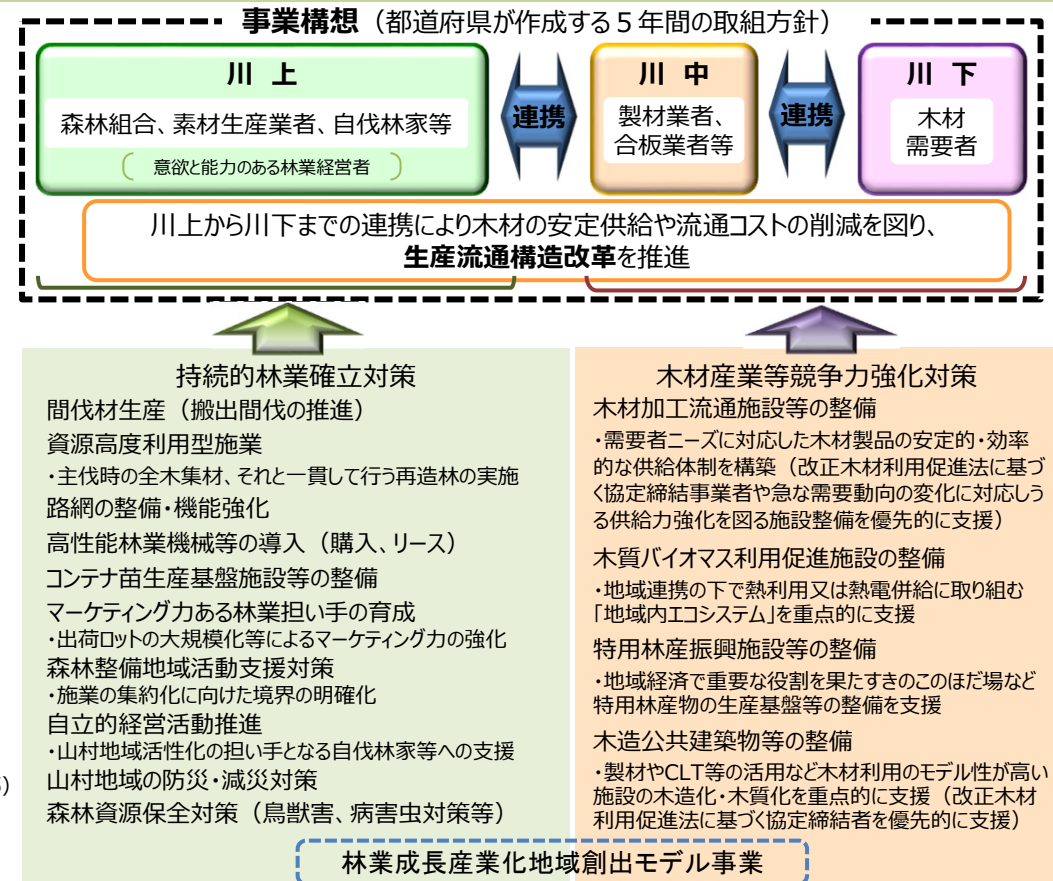 事業構想（都道府県が作成する５年間の取組方針）
川 上
森林組合、素材生産業者、自伐林家等
（ 意欲と能力のある林業経営者 ）
連携
川 中
製材業者、
合板業者等
連携
川 下
木材
需要者
川上から川下までの連携により木材の安定供給や流通コストの削減を図り、
生産流通構造改革を推進
持続的林業確立対策
間伐材生産（搬出間伐の推進）
資源高度利用型施業
・主伐時の全木集材、それと一貫して行う再造林の実施
路網の整備・機能強化
高性能林業機械等の導入（購入、リース）
コンテナ苗生産基盤施設等の整備
マーケティング力ある林業担い手の育成
・出荷ロットの大規模化等によるマーケティング力の強化
森林整備地域活動支援対策
・施業の集約化に向けた境界の明確化
自立的経営活動推進
・山村地域活性化の担い手となる自伐林家等への支援
山村地域の防災・減災対策
森林資源保全対策（鳥獣害、病害虫対策等）
木材産業等競争力強化対策
木材加工流通施設等の整備
・需要者ニーズに対応した木材製品の安定的・効率
的な供給体制を構築（改正木材利用促進法に基づ
く協定締結事業者や急な需要動向の変化に対応しう
る供給力強化を図る施設整備を優先的に支援）
木質バイオマス利用促進施設の整備
・地域連携の下で熱利用又は熱電併給に取り組む
「地域内エコシステム」を重点的に支援
特用林産振興施設等の整備
・地域経済で重要な役割を果たすきのこのほだ場など
特用林産物の生産基盤等の整備を支援
木造公共建築物等の整備
・製材やCLT等の活用など木材利用のモデル性が高い
施設の木造化・木質化を重点的に支援（改正木材
利用促進法に基づく協定締結者を優先的に支援）
林業成長産業化地域創出モデル事業